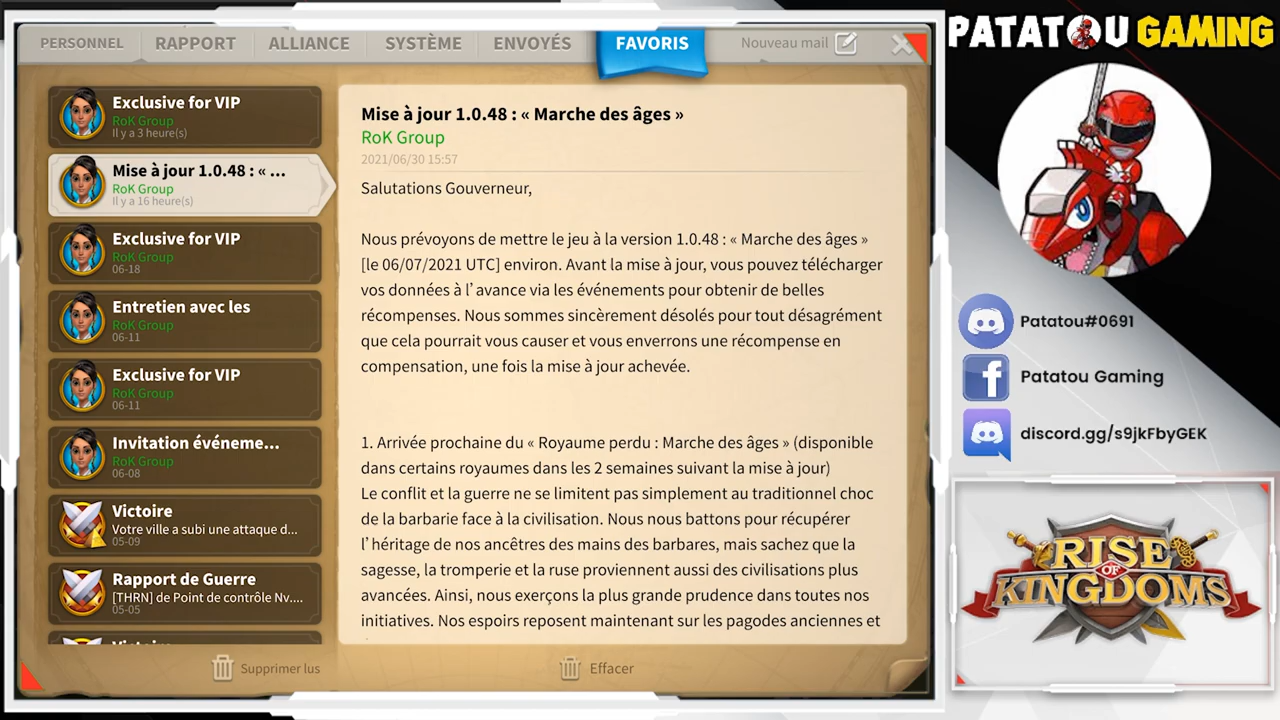 PERSONNEL
RAPPORT
ALLIANCE
SYSTÈME
ENVOYÉS
FAVORIS
Nouveau mail
Exclusive for VIP
RoK Group
Il y a 3 heure(s)
Mise à jour 1.0.48 : « ...
RoK Group
Il y a 16 heure(s)
Exclusive for VIP
RoK Group
06-18
Entretien avec les
RoK Group
06-11
Exclusive for VIP
RoK Group
06-11
Invitation événeme...
RoK Group
06-08
Victoire
Votre ville a subi une attaque d...
05-09
Rapport de Guerre
[THRN] de Point de contrôle Nv....
05-05
Supprimer lus
Mise à jour 1.0.48 : « Marche des âges »
RoK Group
2021/06/30 15:57
Salutations Gouverneur,
Nous prévoyons de mettre le jeu à la version 1.0.48 : « Marche des âges »
[le 06/07/2021 UTC] environ. Avant la mise à jour, vous pouvez télécharger
vos données à l'avance via les événements pour obtenir de belles
récompenses. Nous sommes sincèrement désolés pour tout désagrément
que cela pourrait vous causer et vous enverrons une récompense en
compensation, une fois la mise à jour achevée.
1. Arrivée prochaine du « Royaume perdu : Marche des âges » (disponible
dans certains royaumes dans les 2 semaines suivant la mise à jour)
Le conflit et la guerre ne se limitent pas simplement au traditionnel choc
de la barbarie face à la civilisation. Nous nous battons pour récupérer
l'héritage de nos ancêtres des mains des barbares, mais sachez que la
sagesse, la tromperie et la ruse proviennent aussi des civilisations plus
avancées. Ainsi, nous exerçons la plus grande prudence dans toutes nos
initiatives. Nos espoirs reposent maintenant sur les pagodes anciennes et
Effacer
PATATOU GAMING
Patatou#0691
Patatou Gaming
discord.gg/s9jkFbyGEK
RISE
OF
KINGDOMS